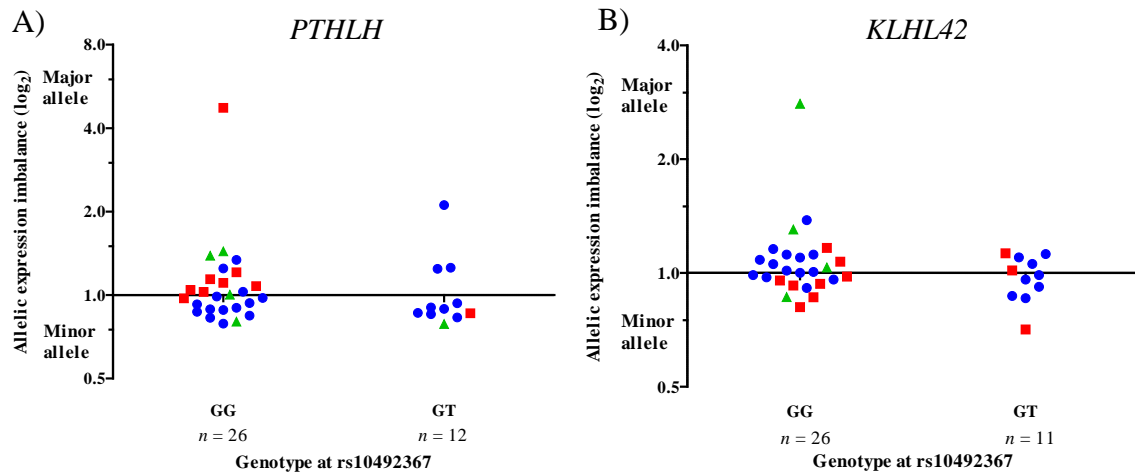 A)
PTHLH
Allelic expression imbalance (log2)
8.0
4.0
2.0
1.0
0.5
Major
allele
Minor
allele
GG
GT
n = 26
n = 12
Genotype at rs10492367
B)
KLHL42
Allelic expression imbalance (log2)
4.0
2.0
1.0
0.5
Major
allele
Minor
allele
GG
GT
n = 26
n = 11
Genotype at rs10492367